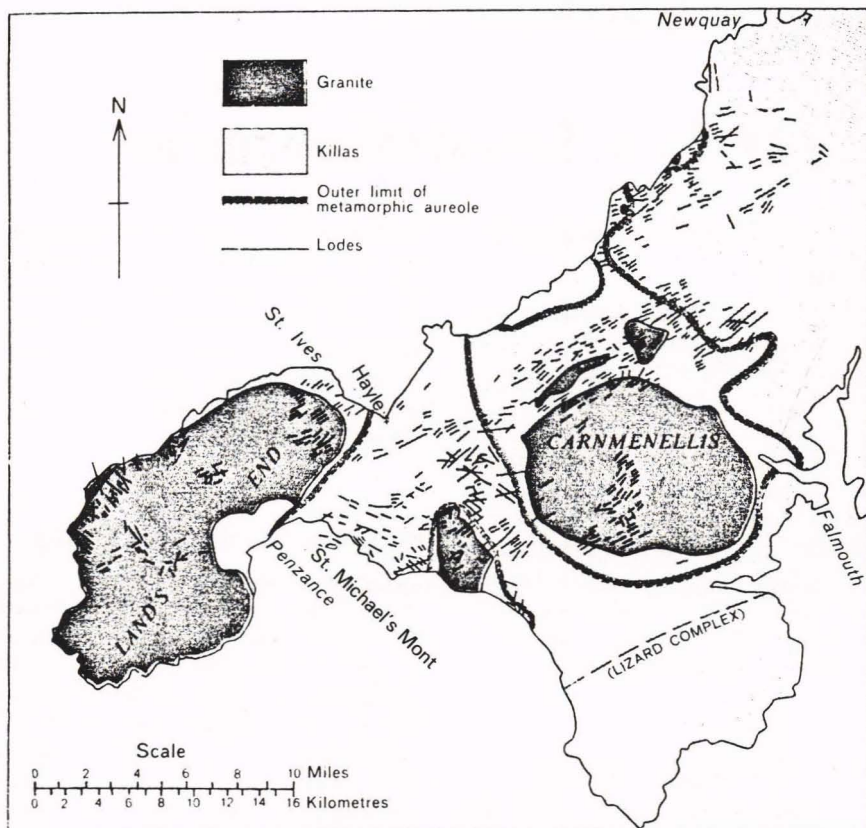 Newquay
N
Granite
Killas
Outer limit of
metamorphic aureole
Lodes
St. Ives
Hayle
CARNMENELLIS
LANDS END
Penzance
St. Michael's Mont
Falmouth
(LIZARD COMPLEX)
Scale
0 2 4 6 8 10 Miles
0 2 4 6 8 10 12 14 16 Kilometres